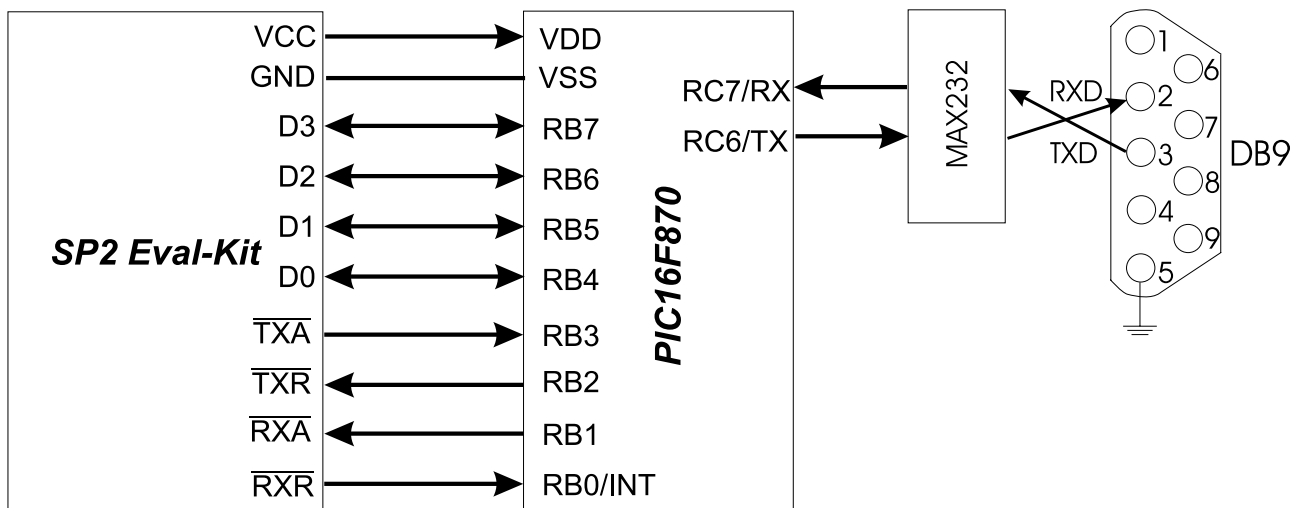 VCC
GND
D3
D2
D1
D0
TXA
TXR
RXA
RXR
SP2 Eval-Kit
VDD
VSS
RB7
RB6
RB5
RB4
RB3
RB2
RB1
RB0/INT
PIC16F870
RC7/RX
RC6/TX
MAX232
RXD
TXD
1
6
2
7
3
8
4
9
5
DB9